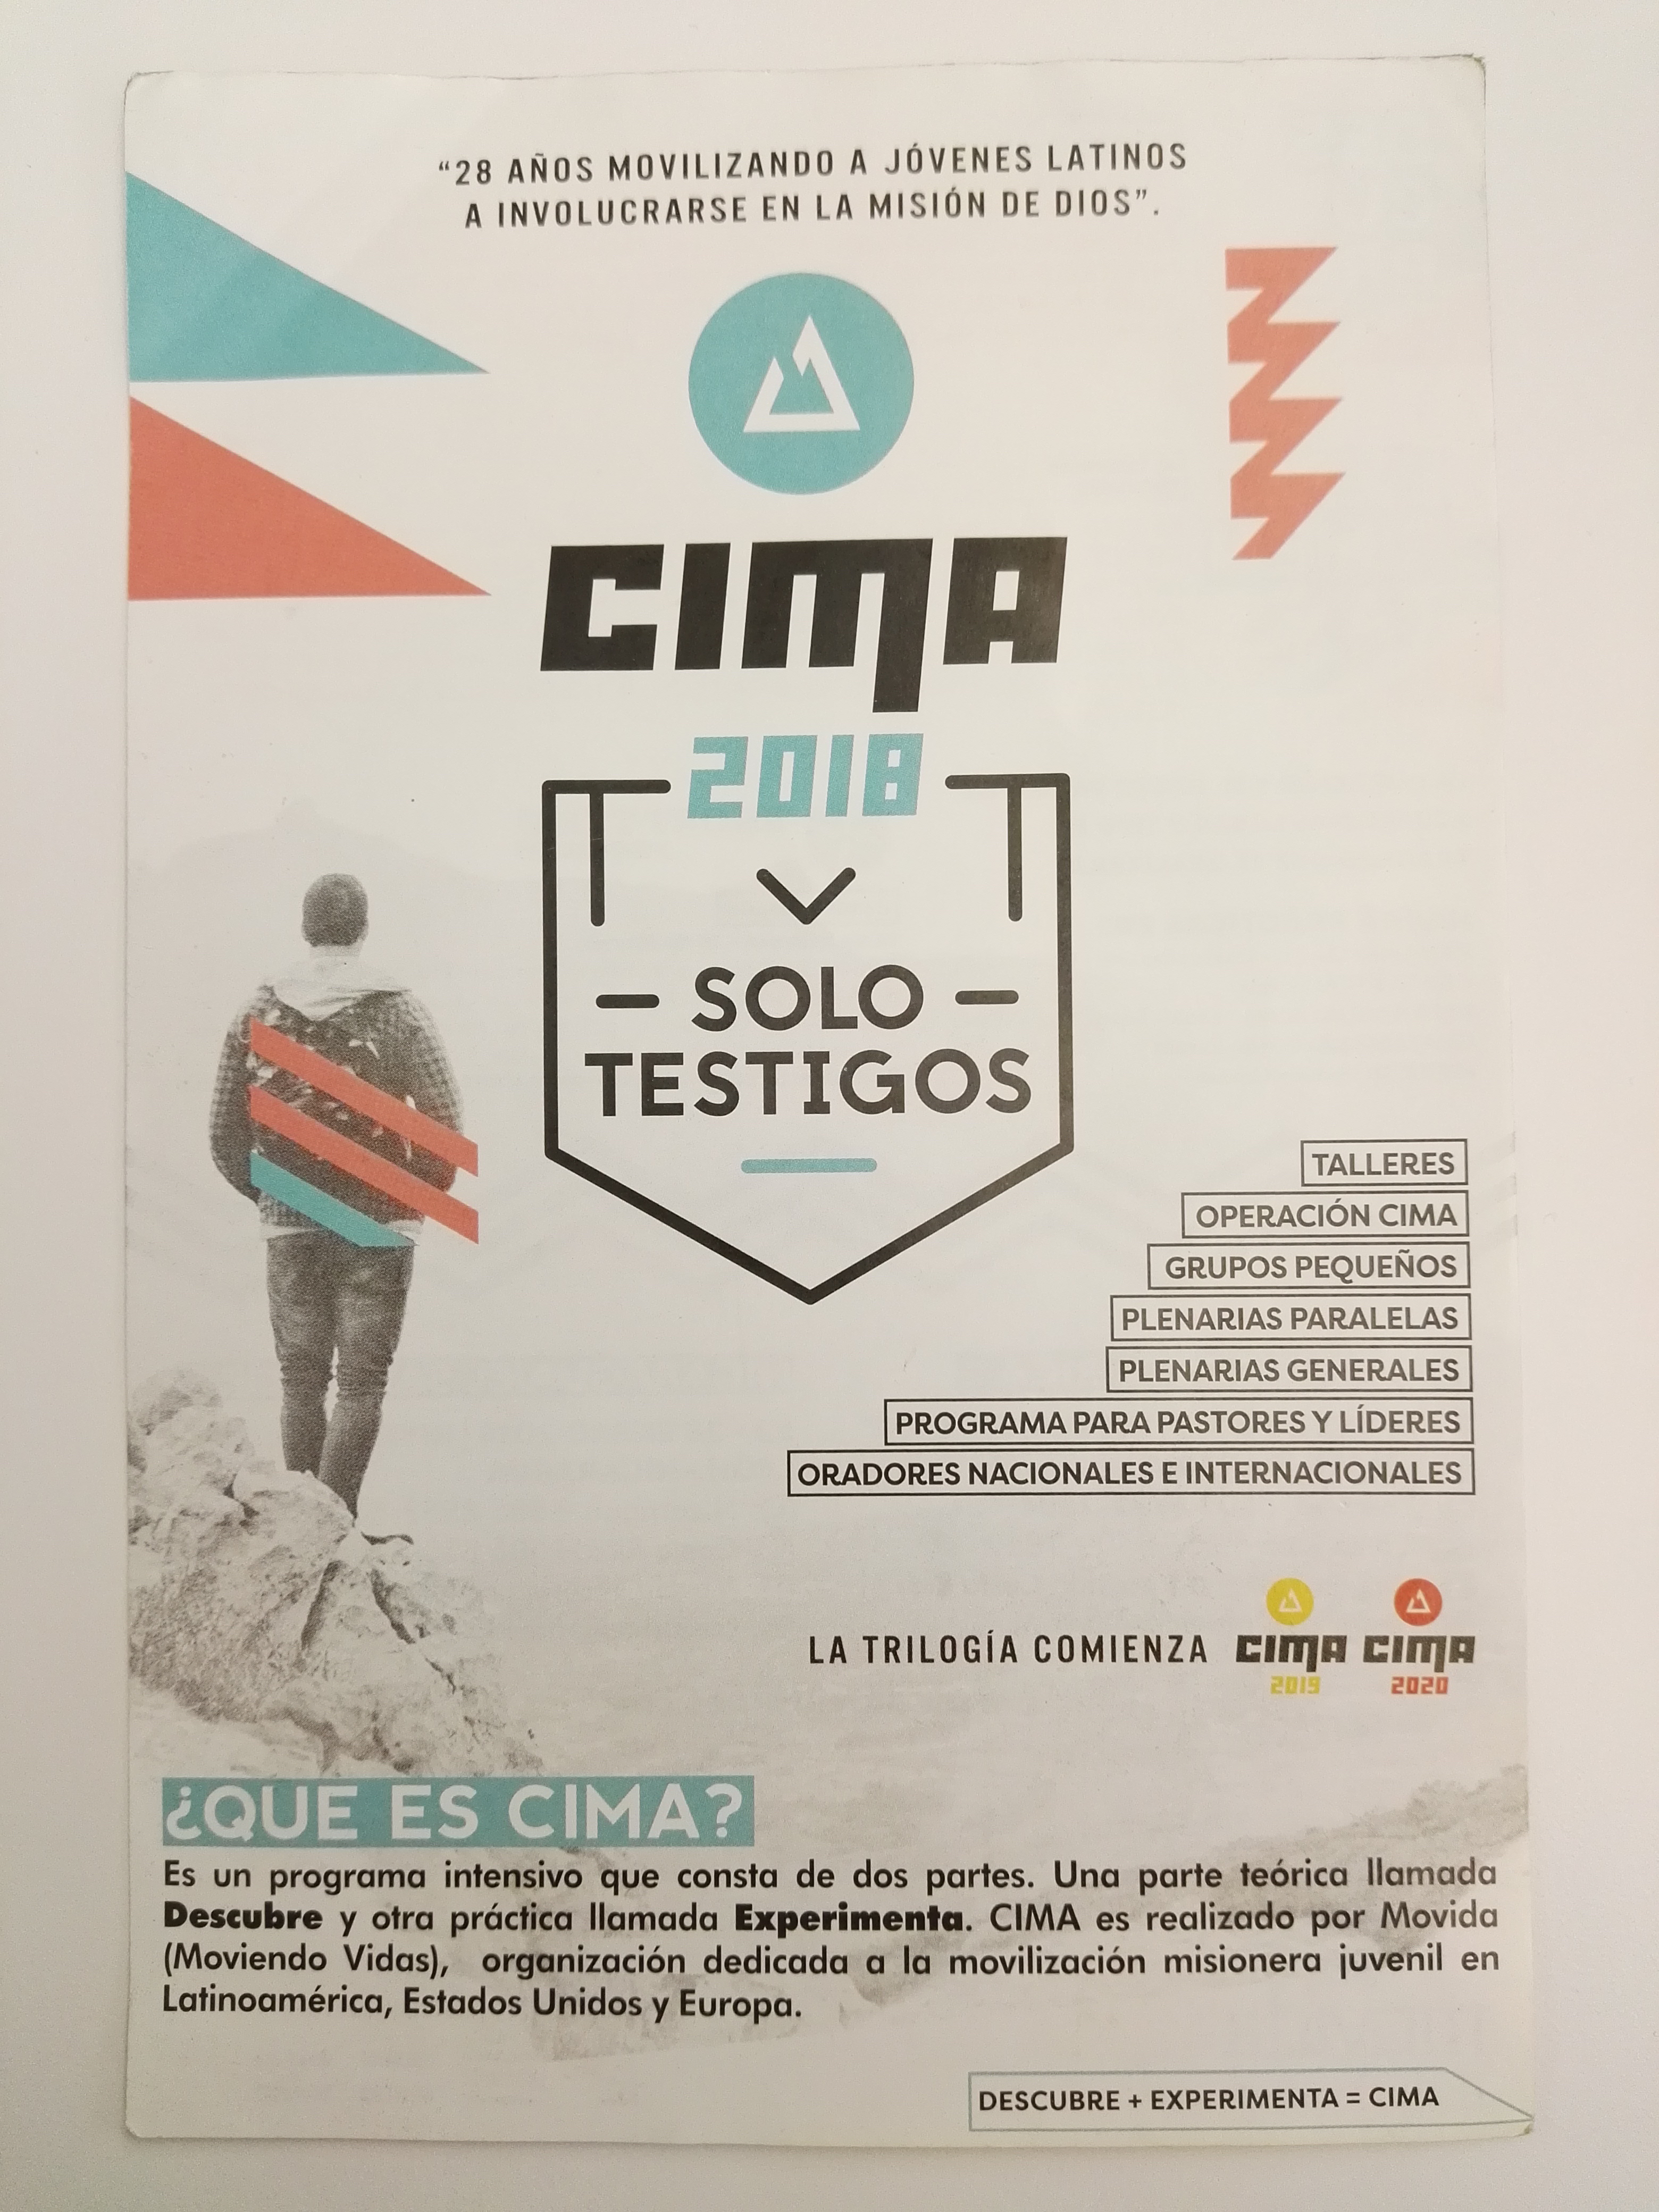 “28 AÑOS MOVILIZANDO A JÓVENES LATINOS
A INVOLUCRARSE EN LA MISIÓN DE DIOS”.
CIMA
2018
SOLO
TESTIGOS
TALLERES
OPERACIÓN CIMA
GRUPOS PEQUEÑOS
PLENARIAS PARALELAS
PLENARIAS GENERALES
PROGRAMA PARA PASTORES Y LÍDERES
ORADORES NACIONALES E INTERNACIONALES
LA TRILOGÍA COMIENZA
CIMA CIMA
2019 2020
¿QUE ES CIMA?
Es un programa intensivo que consta de dos partes. Una parte teórica llamada
Descubre y otra práctica llamada Experimenta. CIMA es realizado por Movida
(Moviendo Vidas), organización dedicada a la movilización misionera juvenil en
Latinoamérica, Estados Unidos y Europa.
DESCUBRE + EXPERIMENTA = CIMA